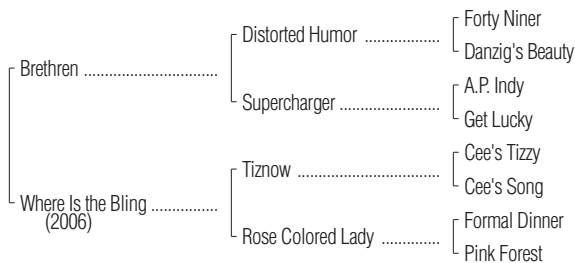 Forty Niner
Distorted Humor ..................
Danzig's Beauty
Brethren ................................
A.P. Indy
Supercharger ........................
Get Lucky
Cee's Tizzy
Tiznow ..................................
Cee's Song
Where Is the Bling ................
(2006)
Formal Dinner
Rose Colored Lady ..............
Pink Forest